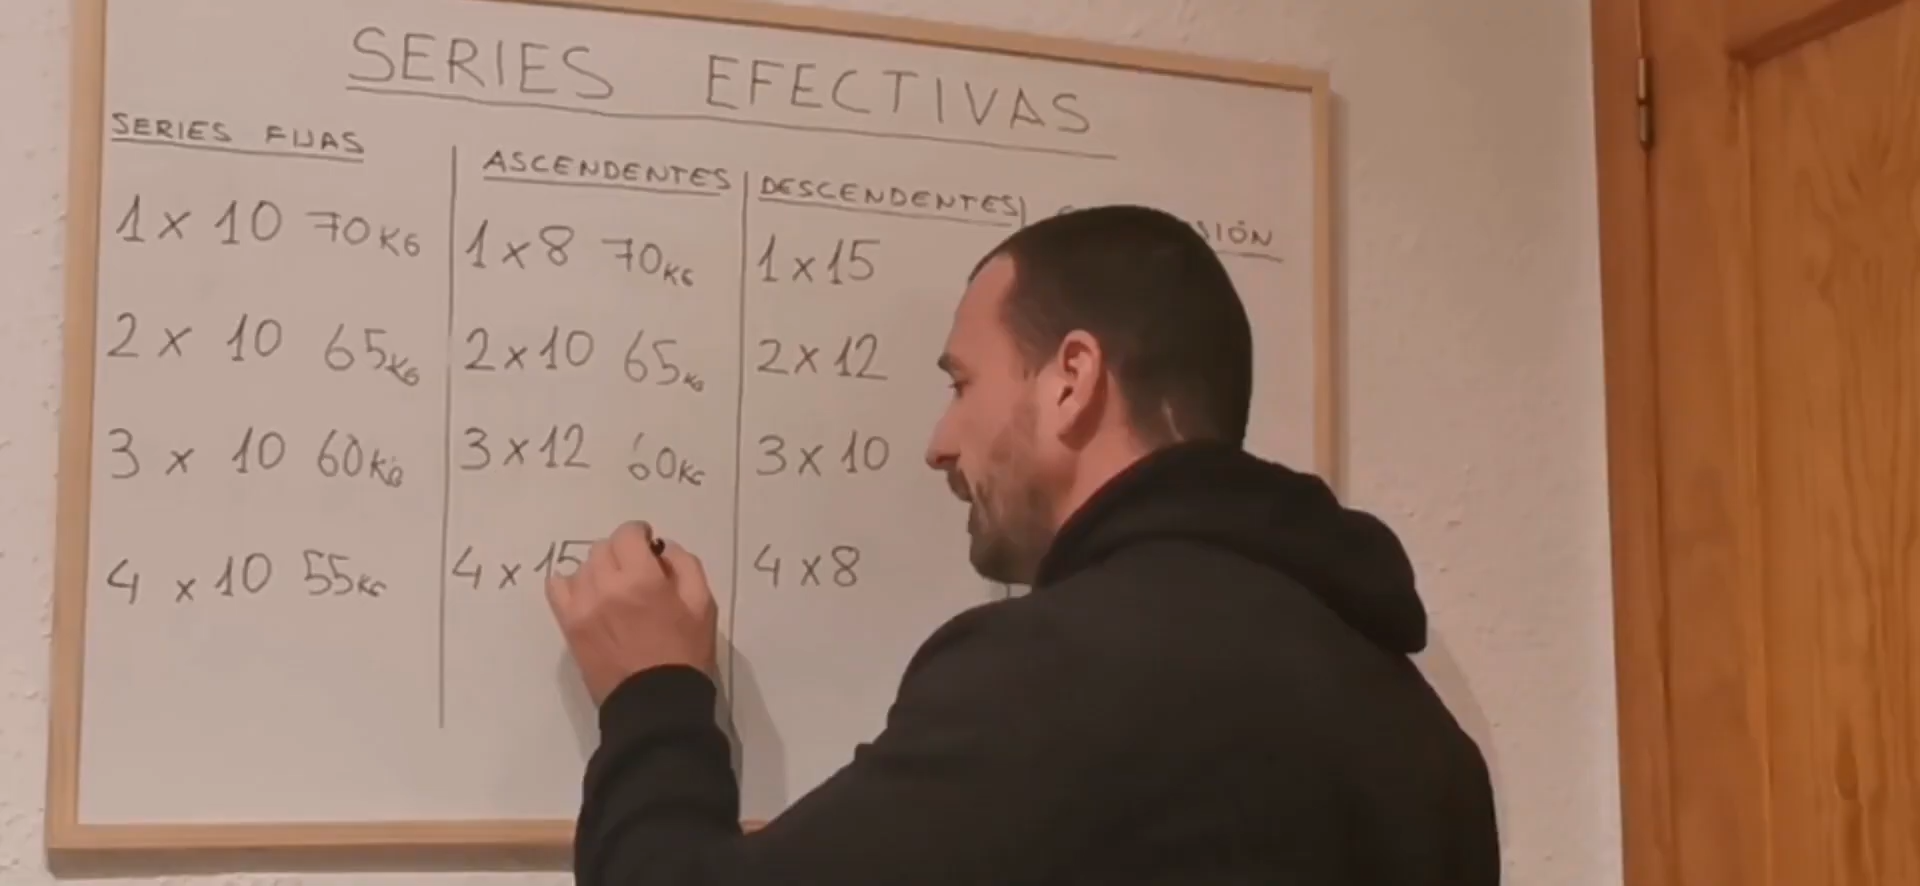 SERIES EFECTIVAS
SERIES FIJAS
1 x 10 70KG
2 x 10 65KG
3 x 10 60KG
4 x 10 55KG
ASCENDENTES
1 x 8 70KG
2 x 10 65KG
3 x 12 60KG
4 x 15
DESCENDENTES
1 x 15
2 x 12
3 x 10
4 x 8